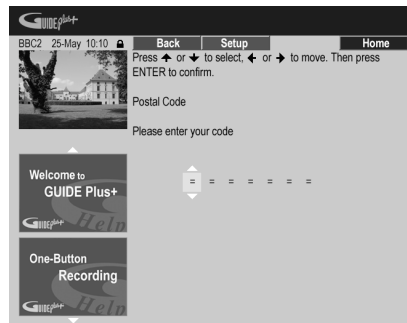 GUIDE Plus+
BBC2 25-May 10:10
Back Setup Home
Press ↑ or ↓ to select, ← or → to move. Then press
ENTER to confirm.
Postal Code
Please enter your code
= = = = = = =
Welcome to
GUIDE Plus+
GUIDE Plus+ Help
One-Button
Recording
GUIDE Plus+ Help